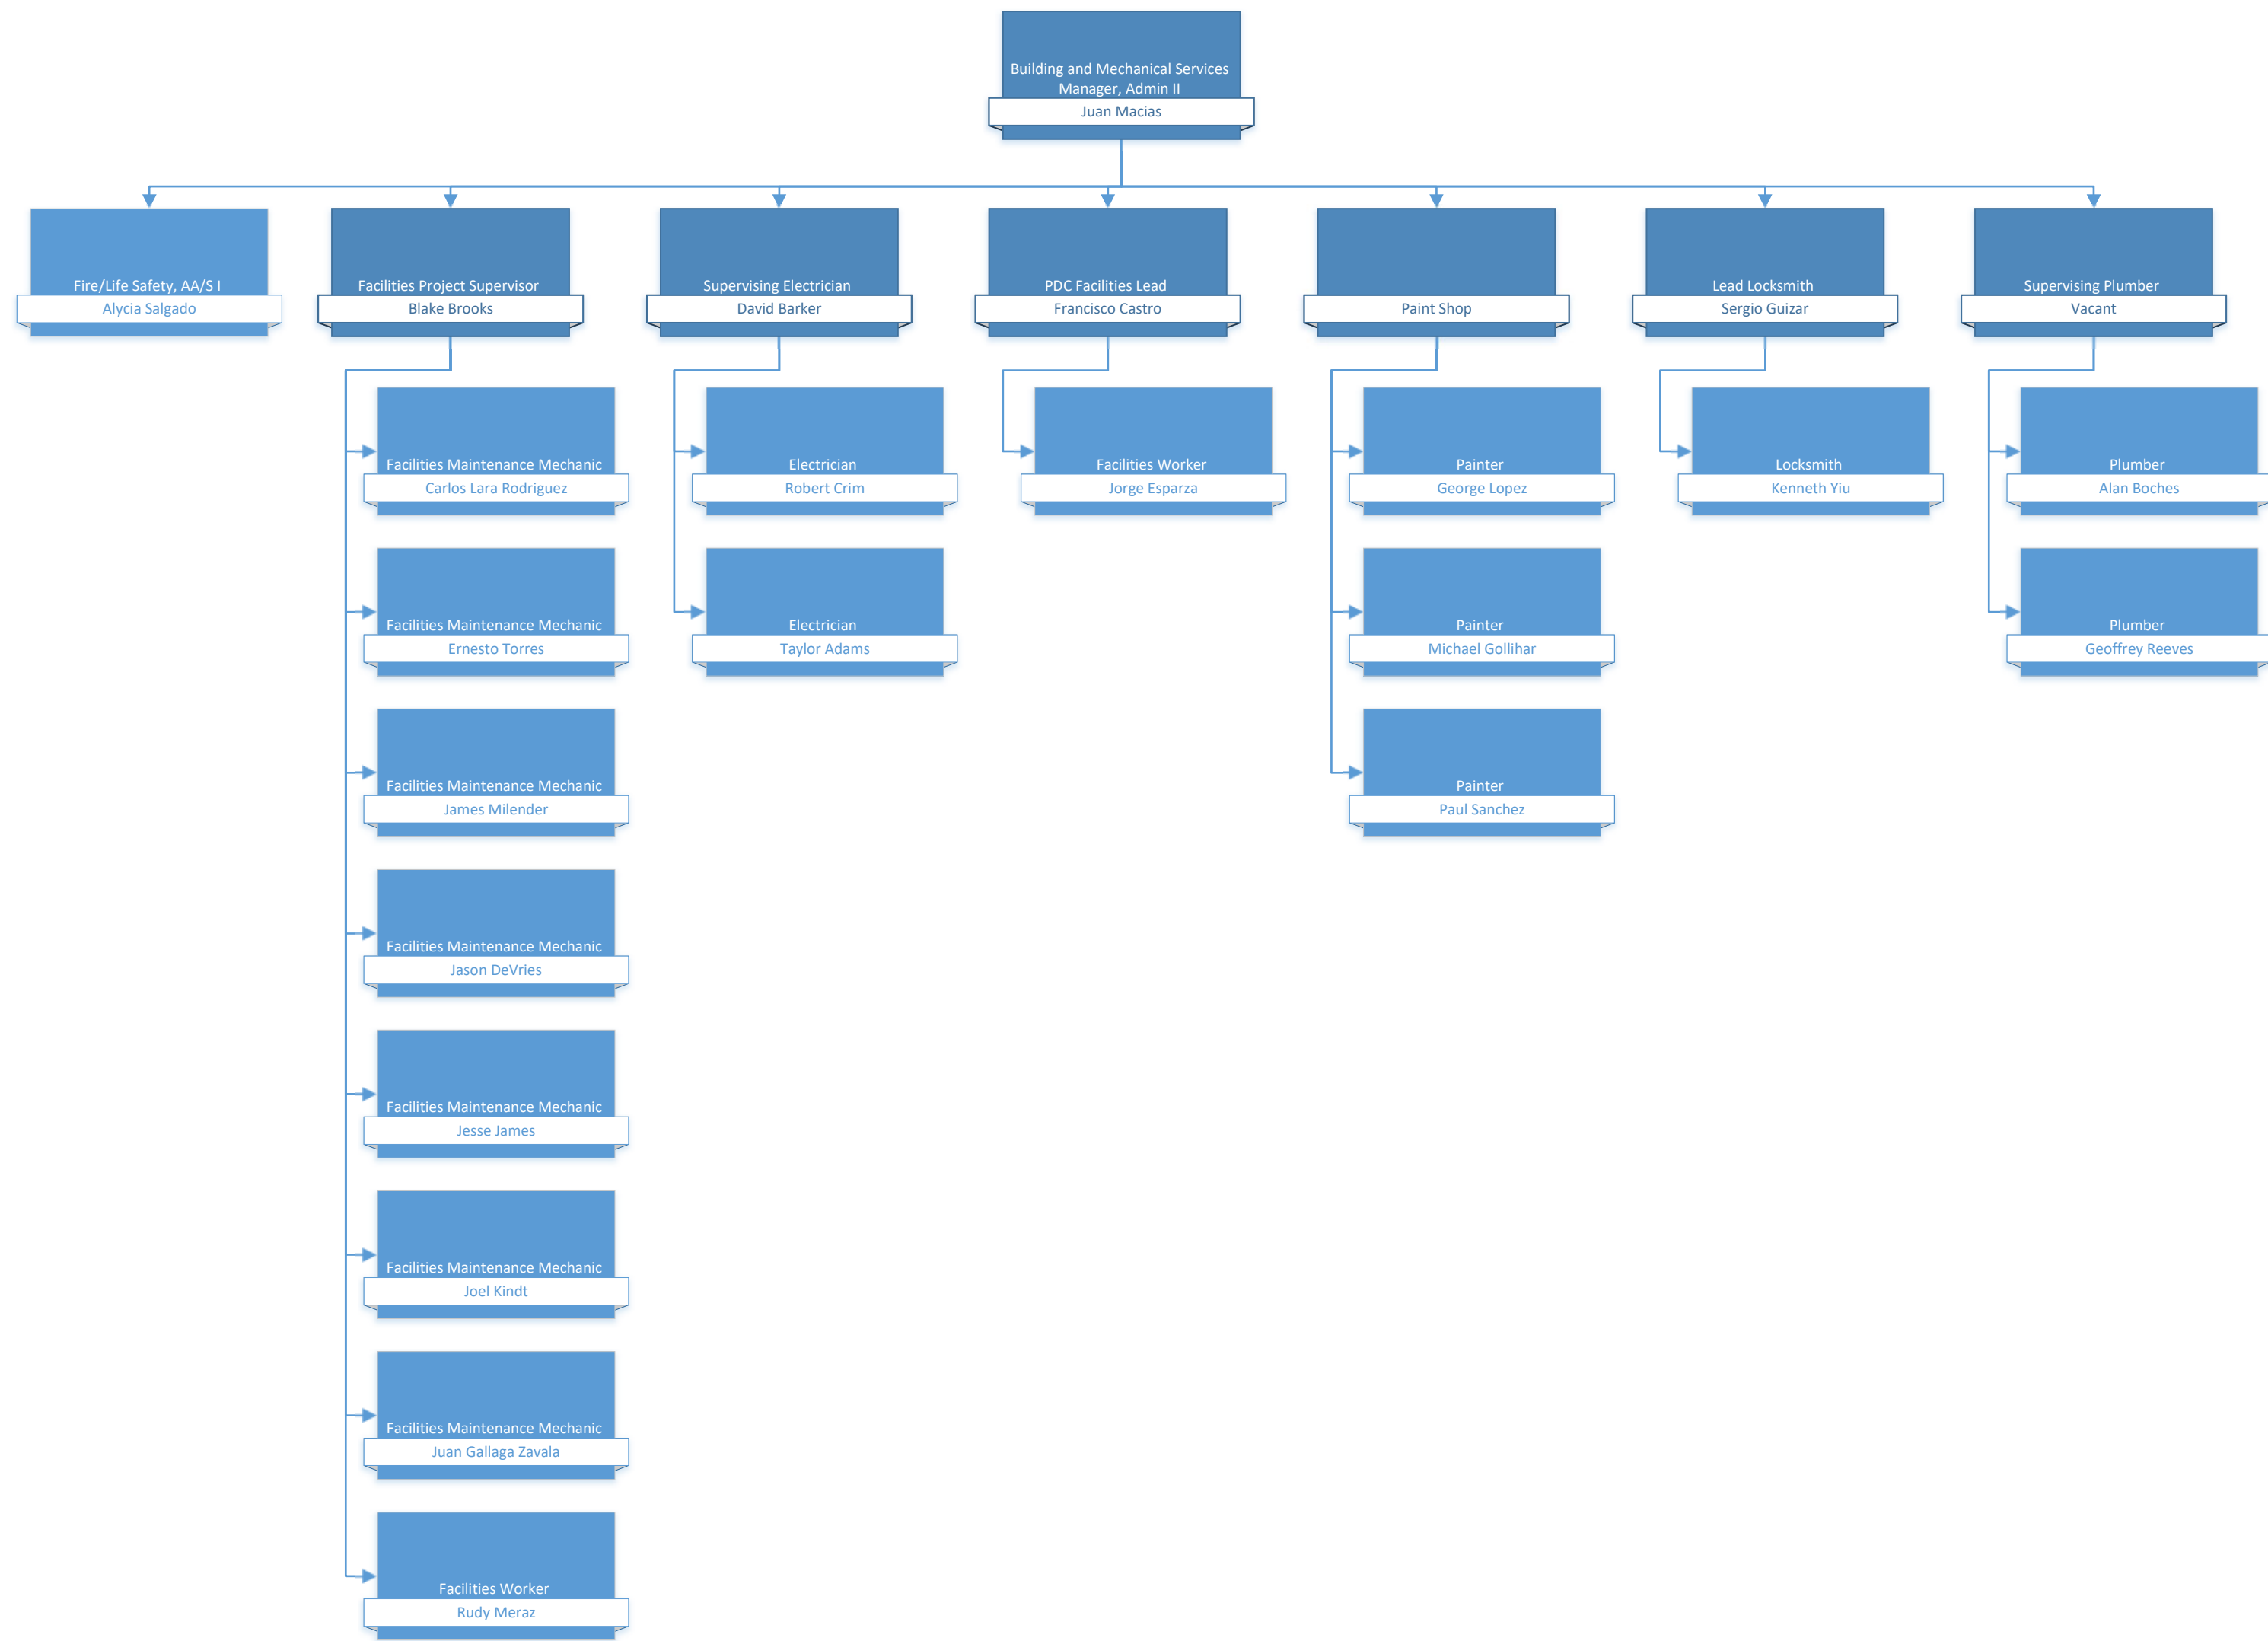 Building and Mechanical Services
Manager, Admin II
Juan Macias
Fire/Life Safety, AA/S I
Alycia Salgado
Facilities Project Supervisor
Blake Brooks
Supervising Electrician
David Barker
PDC Facilities Lead
Francisco Castro
Paint Shop
Lead Locksmith
Sergio Guizar
Supervising Plumber
Vacant
Facilities Maintenance Mechanic
Carlos Lara Rodriguez
Electrician
Robert Crim
Facilities Worker
Jorge Esparza
Painter
George Lopez
Locksmith
Kenneth Yiu
Plumber
Alan Boches
Facilities Maintenance Mechanic
Ernesto Torres
Electrician
Taylor Adams
Painter
Michael Gollihar
Plumber
Geoffrey Reeves
Facilities Maintenance Mechanic
James Milender
Painter
Paul Sanchez
Facilities Maintenance Mechanic
Jason DeVries
Facilities Maintenance Mechanic
Jesse James
Facilities Maintenance Mechanic
Joel Kindt
Facilities Maintenance Mechanic
Juan Gallaga Zavala
Facilities Worker
Rudy Meraz